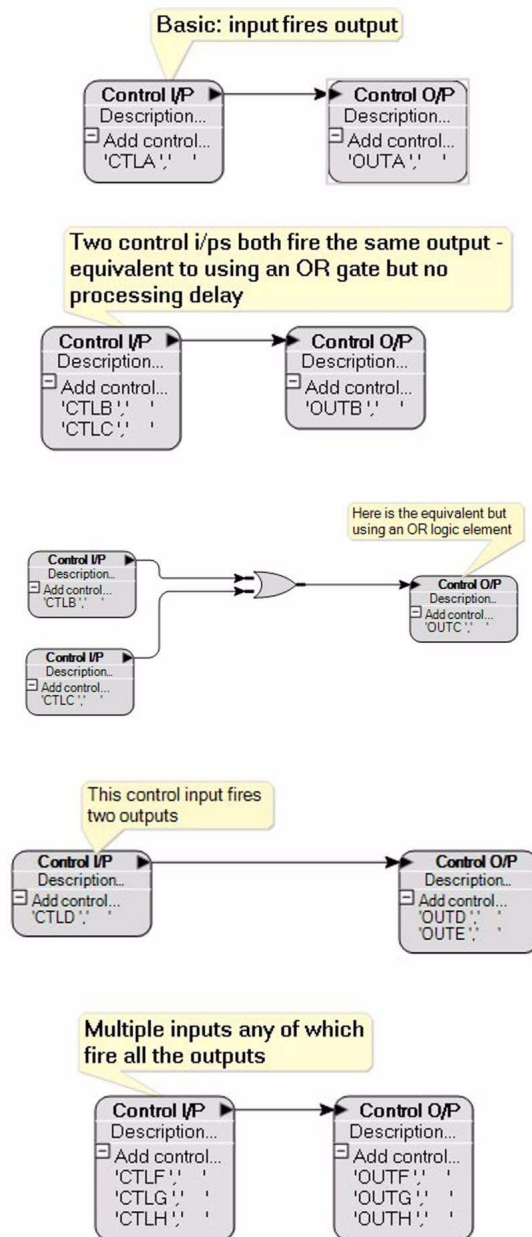 Basic: input fires output
Control I/P
Description...
Add control...
'CTLA ',' '
Control O/P
Description...
Add control...
'OUTA ',' '
Two control i/ps both fire the same output -
equivalent to using an OR gate but no
processing delay
Control I/P
Description...
Add control...
'CTLB ',' '
'CTLC ',' '
Control O/P
Description...
Add control...
'OUTB ',' '
Here is the equivalent but
using an OR logic element
Control I/P
Description...
Add control...
'CTLB ',' '
Control I/P
Description...
Add control...
'CTLC ',' '
Control O/P
Description...
Add control...
'OUTC ',' '
This control input fires
two outputs
Control I/P
Description...
Add control...
'CTLD ',' '
Control O/P
Description...
Add control...
'OUTD ',' '
'OUTE ',' '
Multiple inputs any of which
fire all the outputs
Control I/P
Description...
Add control...
'CTLF ',' '
'CTLG ',' '
'CTLH ',' '
Control O/P
Description...
Add control...
'OUTF ',' '
'OUTG ',' '
'OUTH ',' '